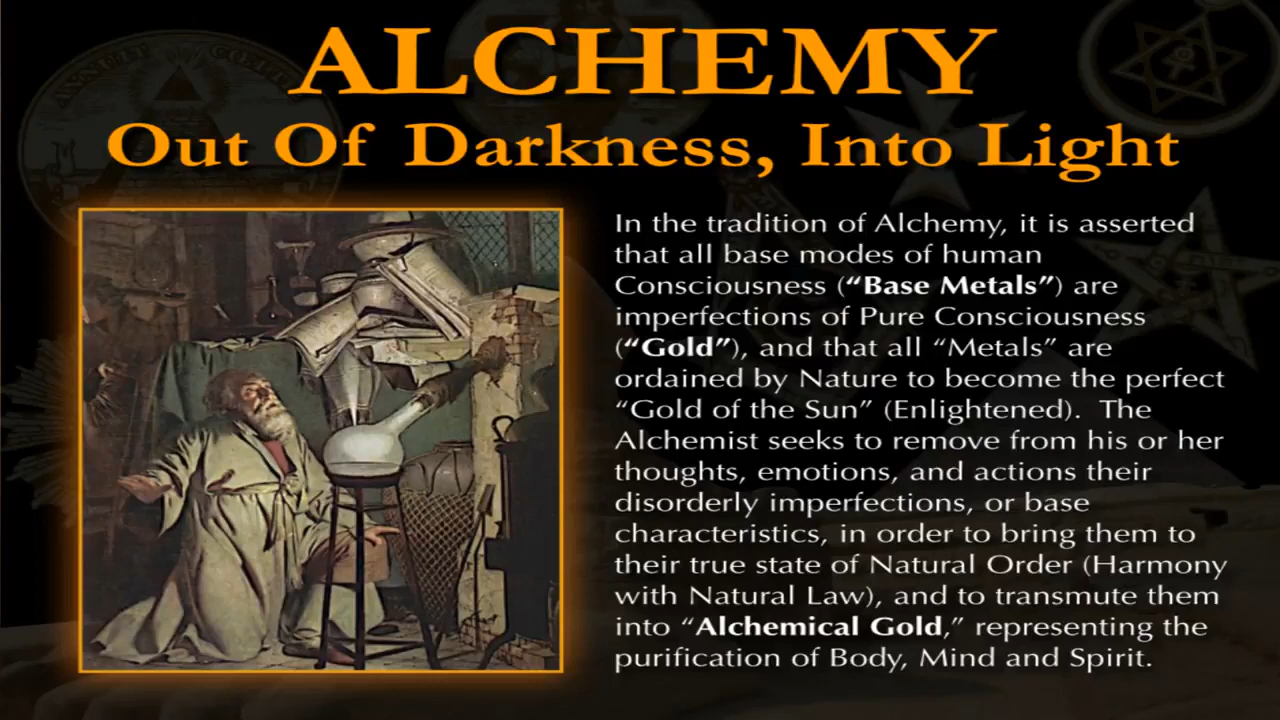 ALCHEMY
Out Of Darkness, Into Light
ANNUIT COEPTIS
In the tradition of Alchemy, it is asserted
that all base modes of human
Consciousness (“Base Metals”) are
imperfections of Pure Consciousness
(“Gold”), and that all “Metals” are
ordained by Nature to become the perfect
“Gold of the Sun” (Enlightened).  The
Alchemist seeks to remove from his or her
thoughts, emotions, and actions their
disorderly imperfections, or base
characteristics, in order to bring them to
their true state of Natural Order (Harmony
with Natural Law), and to transmute them
into “Alchemical Gold,” representing the
purification of Body, Mind and Spirit.